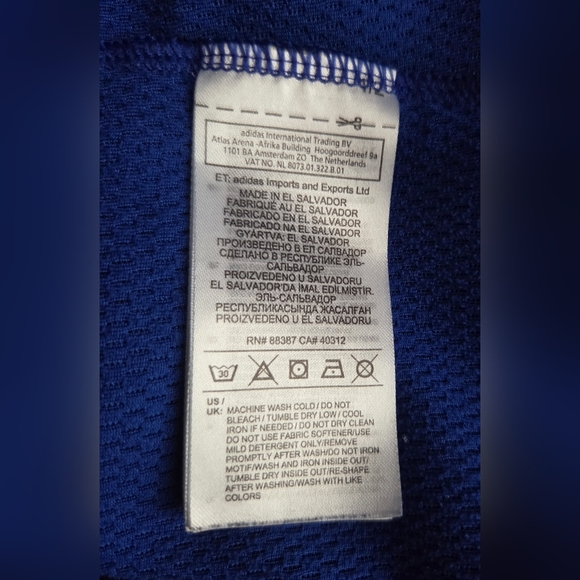 adidas International Trading BV
Atlas Arena -Afrika Building Hoogoorddreef 9a
1101 BA Amsterdam ZO The Netherlands
VAT NO. NL 8073.01.322.B.01
ET: adidas Imports and Exports Ltd
MADE IN EL SALVADOR
FABRIQUÉ AU EL SALVADOR
FABRICADO EN EL SALVADOR
FABRICADO NA EL SALVADOR
GYÁRTVA: EL SALVADOR
ПРОИЗВЕДЕНО В ЕЛ САЛВАДОР
СДЕЛАНО В РЕСПУБЛИКЕ ЭЛЬ-
САЛЬВАДОР
PROIZVEDENO U EL SALVADORU
EL SALVADOR'DA İMAL EDİLMİŞTİR.
ЭЛЬ-САЛЬВАДОР
РЕСПУБЛИКАСЫНДА ЖАСАЛҒАН
PROIZVEDENO U EL SALVADORU
RN# 88387 CA# 40312
30
US /
UK: MACHINE WASH COLD / DO NOT
BLEACH / TUMBLE DRY LOW / COOL
IRON IF NEEDED / DO NOT DRY CLEAN
DO NOT USE FABRIC SOFTENER/USE
MILD DETERGENT ONLY/REMOVE
PROMPTLY AFTER WASH/DO NOT IRON
MOTIF/WASH AND IRON INSIDE OUT/
TUMBLE DRY INSIDE OUT/RE-SHAPE
AFTER WASHING/WASH WITH LIKE
COLORS